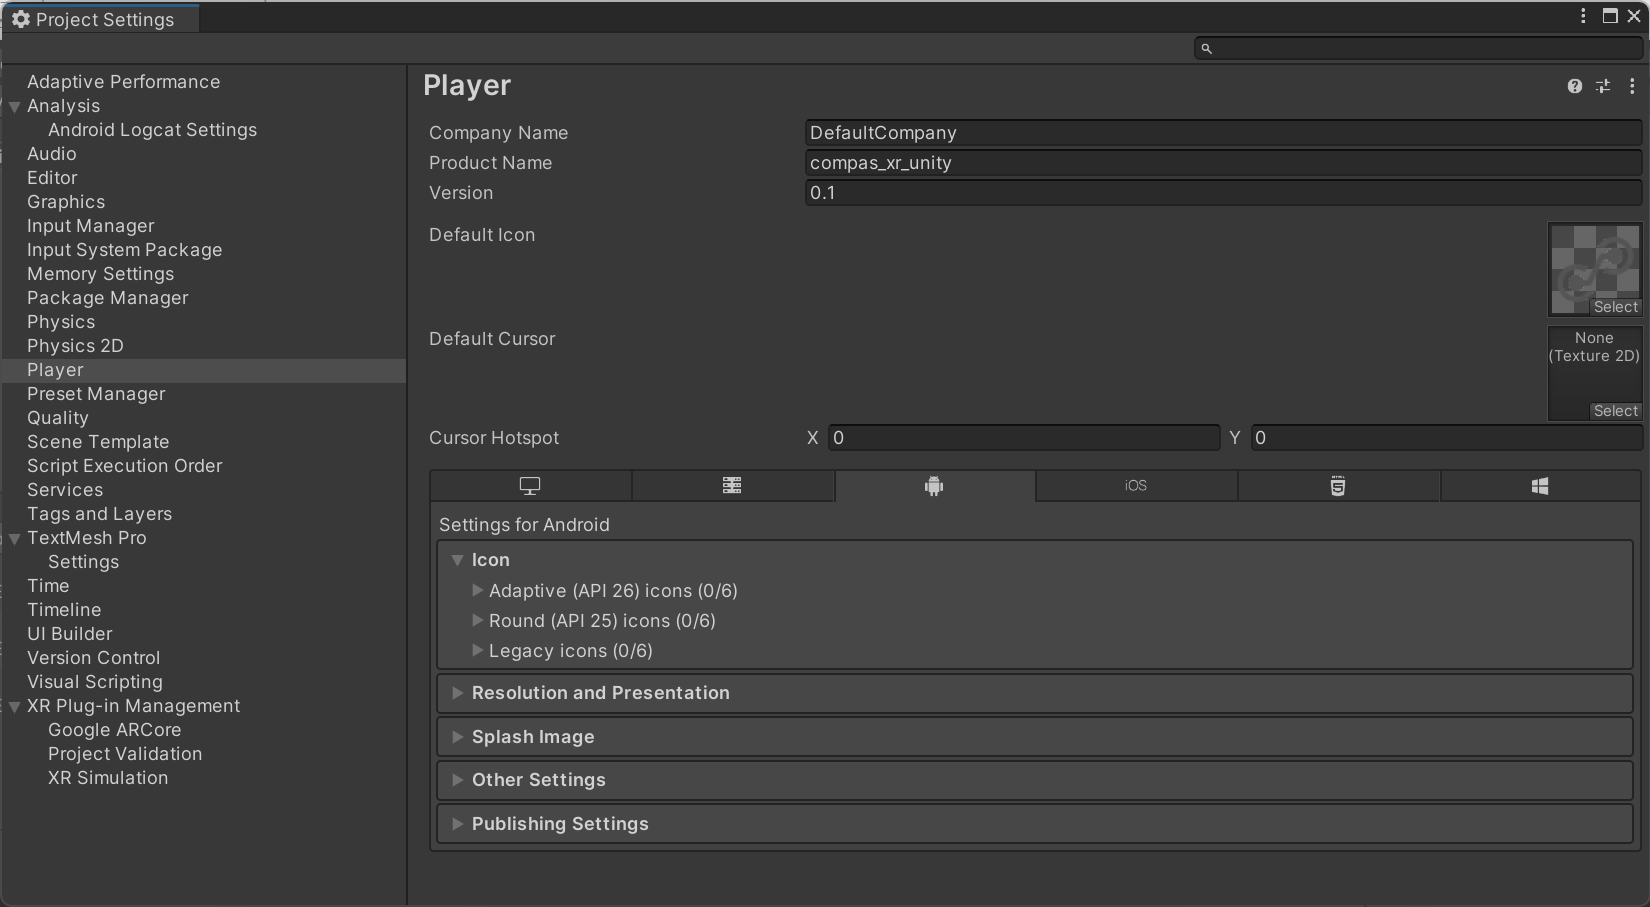 Project Settings
Adaptive Performance
Analysis
Android Logcat Settings
Audio
Editor
Graphics
Input Manager
Input System Package
Memory Settings
Package Manager
Physics
Physics 2D
Player
Preset Manager
Quality
Scene Template
Script Execution Order
Services
Tags and Layers
TextMesh Pro
Settings
Time
Timeline
UI Builder
Version Control
Visual Scripting
XR Plug-in Management
Google ARCore
Project Validation
XR Simulation
Player
Company Name DefaultCompany
Product Name compas_xr_unity
Version 0.1
Default Icon
Select
Default Cursor
None
(Texture 2D)
Select
Cursor Hotspot X 0 Y 0
iOS
Settings for Android
Icon
Adaptive (API 26) icons (0/6)
Round (API 25) icons (0/6)
Legacy icons (0/6)
Resolution and Presentation
Splash Image
Other Settings
Publishing Settings